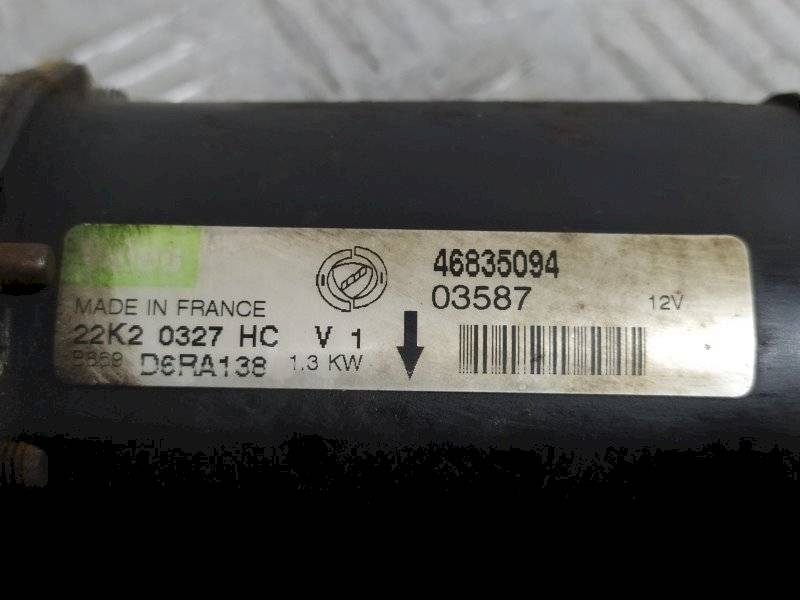 46835094
MADE IN FRANCE 03587 12V
22K2 0327 HC V 1
D6RA138 1.3 KW